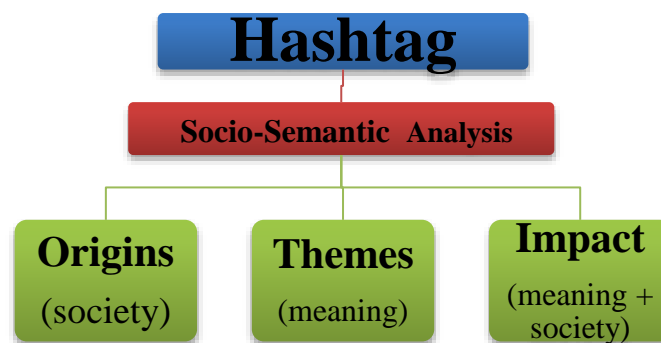 Hashtag
Socio-Semantic Analysis
Origins
(society)
Themes
(meaning)
Impact
(meaning +
society)